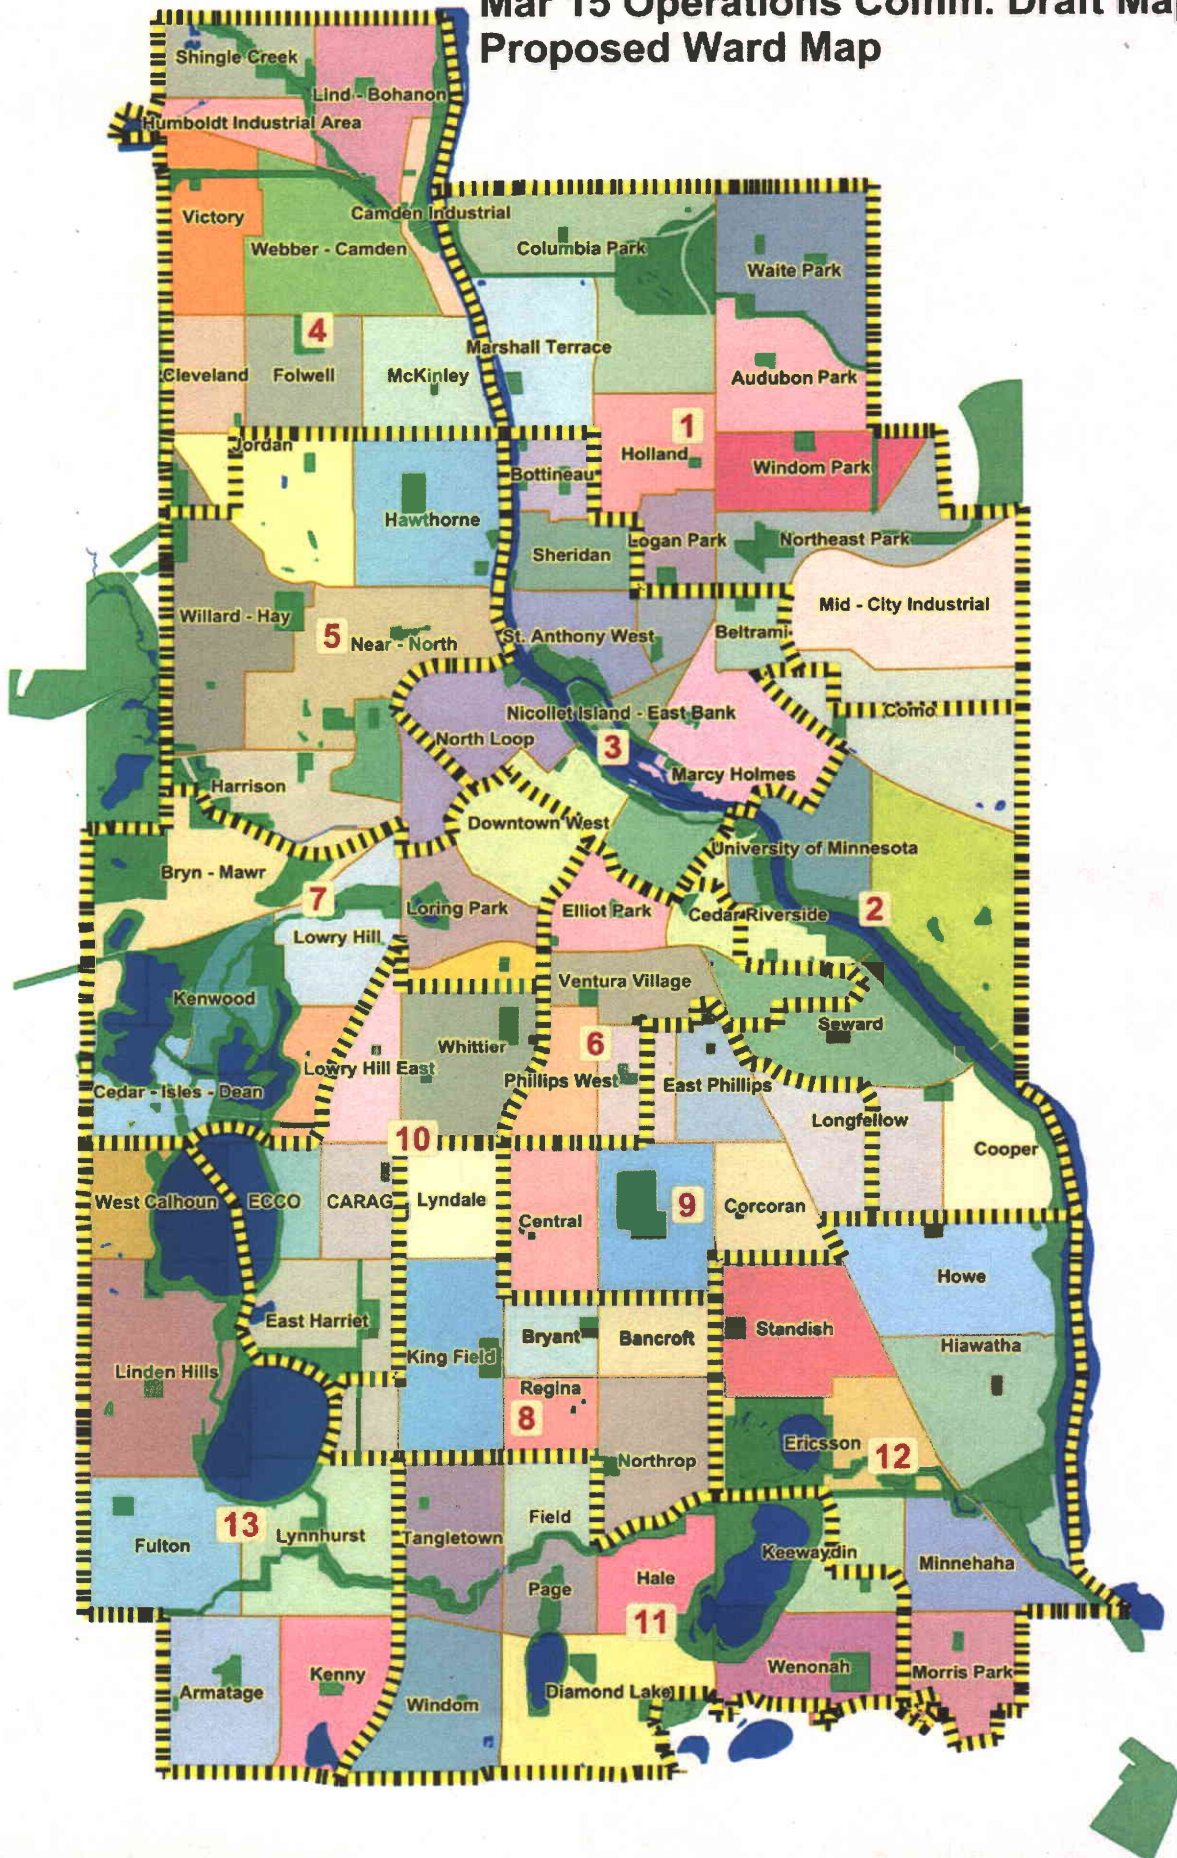 Mar 15 Operations Comm. Draft Map
Proposed Ward Map
Shingle Creek
Lind - Bohanon
Humboldt Industrial Area
Victory
Camden Industrial
Webber - Camden
Columbia Park
Waite Park
4
Marshall Terrace
Cleveland
Folwell
McKinley
Audubon Park
1
Jordan
Holland
Bottineau
Windom Park
Hawthorne
Sheridan
Logan Park
Northeast Park
Willard - Hay
5
Near - North
St. Anthony West
Beltrami
Mid - City Industrial
Nicollet Island - East Bank
Como
North Loop
3
Marcy Holmes
Harrison
Downtown West
University of Minnesota
Bryn - Mawr
7
Loring Park
Elliot Park
Cedar Riverside
2
Lowry Hill
Ventura Village
Kenwood
Seward
Whittier
6
Lowry Hill East
Phillips West
East Phillips
Cedar - Isles - Dean
Longfellow
10
Cooper
West Calhoun
ECCO
CARAG
Lyndale
9
Corcoran
Central
Howe
East Harriet
Bryant
Bancroft
Standish
King Field
Hiawatha
Linden Hills
Regina
8
Ericsson
12
Northrop
13
Field
Fulton
Lynnhurst
Tangletown
Keewaydin
Minnehaha
Page
Hale
11
Kenny
Wenonah
Morris Park
Armatage
Windom
Diamond Lake